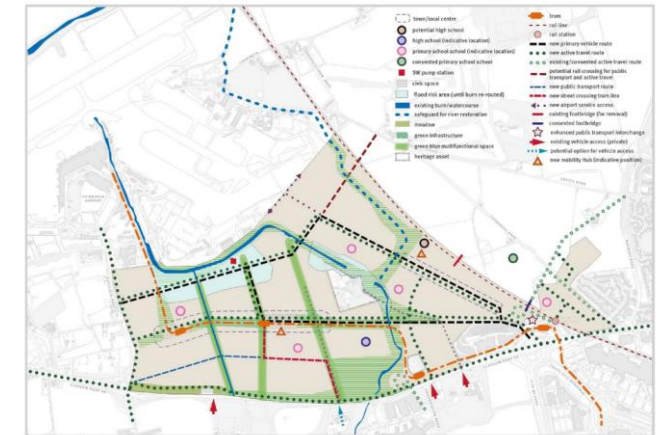 town/local centre
potential high school
high school (indicative location)
primary school school (indicative location)
consented primary school school
SW pump station
civic space
flood risk area (until burn re-routed)
existing burn/watercourse
safeguard for river restoration
meadow
green infrastructure
green blue multifunctional space
heritage asset
tram
rail line
rail station
new primary vehicle route
new active travel route
existing/consented active travel route
potential rail crossing for public
transport and active travel
new public transport route
new street crossing tram line
new airport service access
existing footbridge (for removal)
consented footbridge
enhanced public transport interchange
existing vehicle access (private)
potential option for vehicle access
new mobility Hub (indicative position)